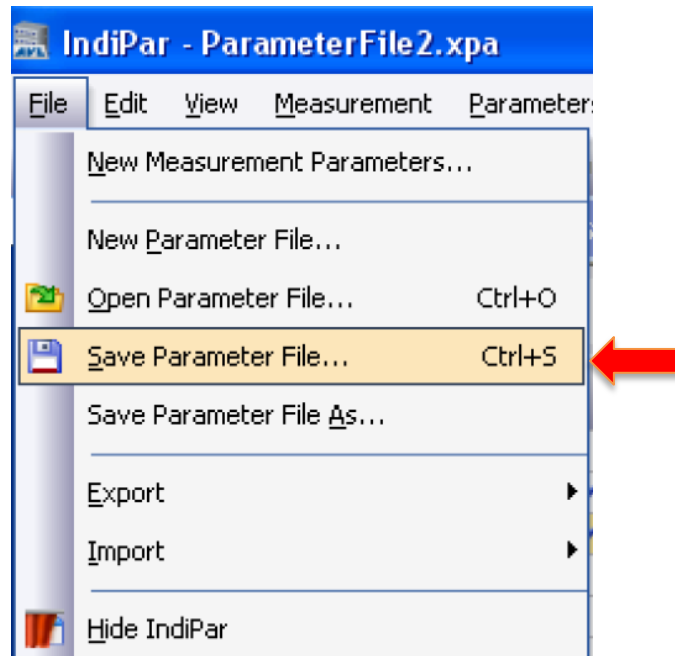 AVL IndiPar - ParameterFile2.xpa
File Edit View Measurement
New Measurement Parameters...
New Parameter File...
Open Parameter File... Ctrl+O
Save Parameter File... Ctrl+S
Save Parameter File As...
Export
Import
Hide IndiPar